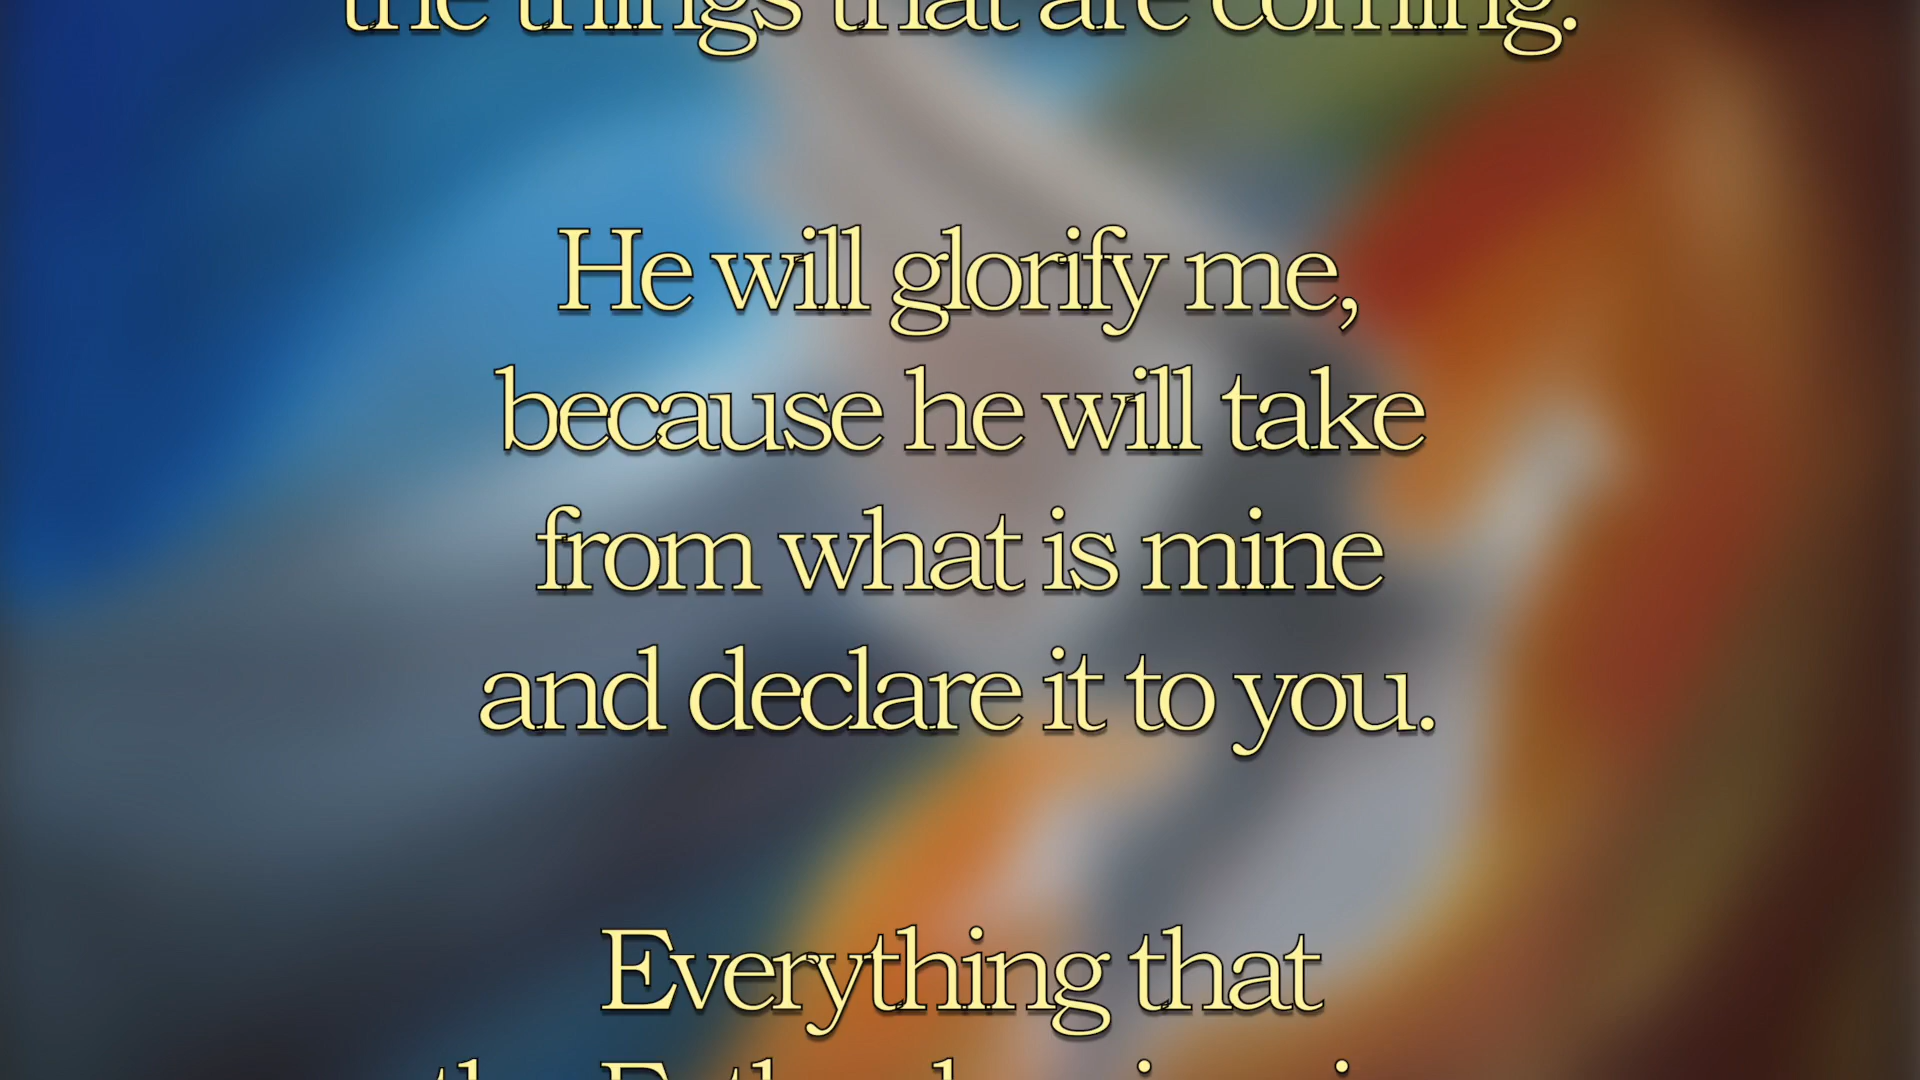 the things that are coming.
He will glorify me,
because he will take
from what is mine
and declare it to you.
Everything that